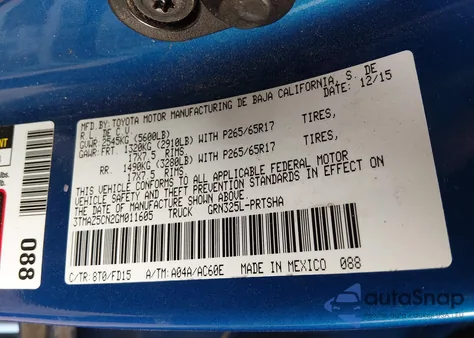 MFD.BY: TOYOTA MOTOR MANUFACTURING DE BAJA CALIFORNIA, S. DE
R. L. DE C. V. DATE: 12/15
GVWR 2545KG (5600LB)
GAWR:FRT. 1320KG (2910LB) WITH P265/65R17 TIRES,
17X7.5 RIMS
RR. 1490KG (3280LB) WITH P265/65R17 TIRES,
17X7.5 RIMS
THIS VEHICLE CONFORMS TO ALL APPLICABLE FEDERAL MOTOR
VEHICLE SAFETY AND THEFT PREVENTION STANDARDS IN EFFECT ON
THE DATE OF MANUFACTURE SHOWN ABOVE.
3TMAZ5CN2GM011605 TRUCK GRN325L-PRTSHA
C/TR: 8T0/FD15 A/TM: A04A/AC60E MADE IN MEXICO 088
088
autoSnap